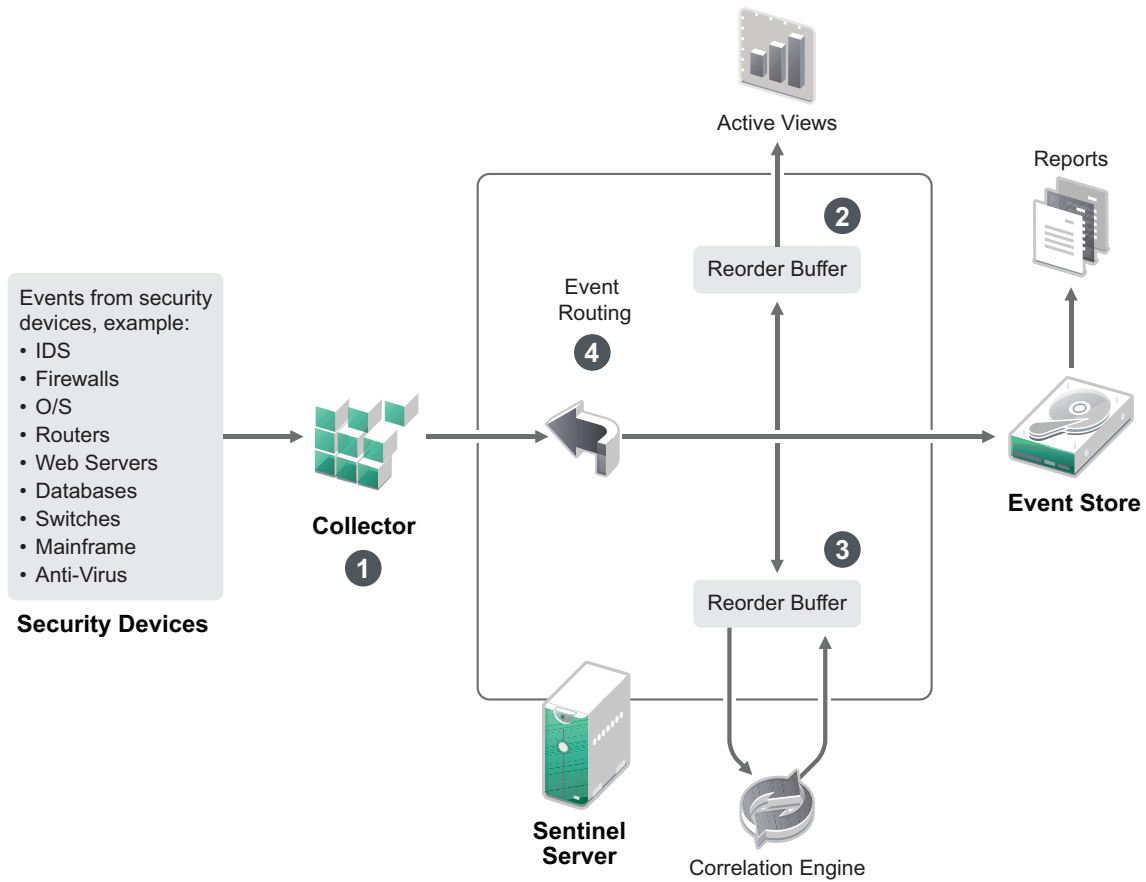 Active Views
Reports
2
Reorder Buffer
Event
Routing
4
Events from security
devices, example:
• IDS
• Firewalls
• O/S
• Routers
• Web Servers
• Databases
• Switches
• Mainframe
• Anti-Virus
Security Devices
Collector
1
Event Store
3
Reorder Buffer
Sentinel
Server
Correlation Engine